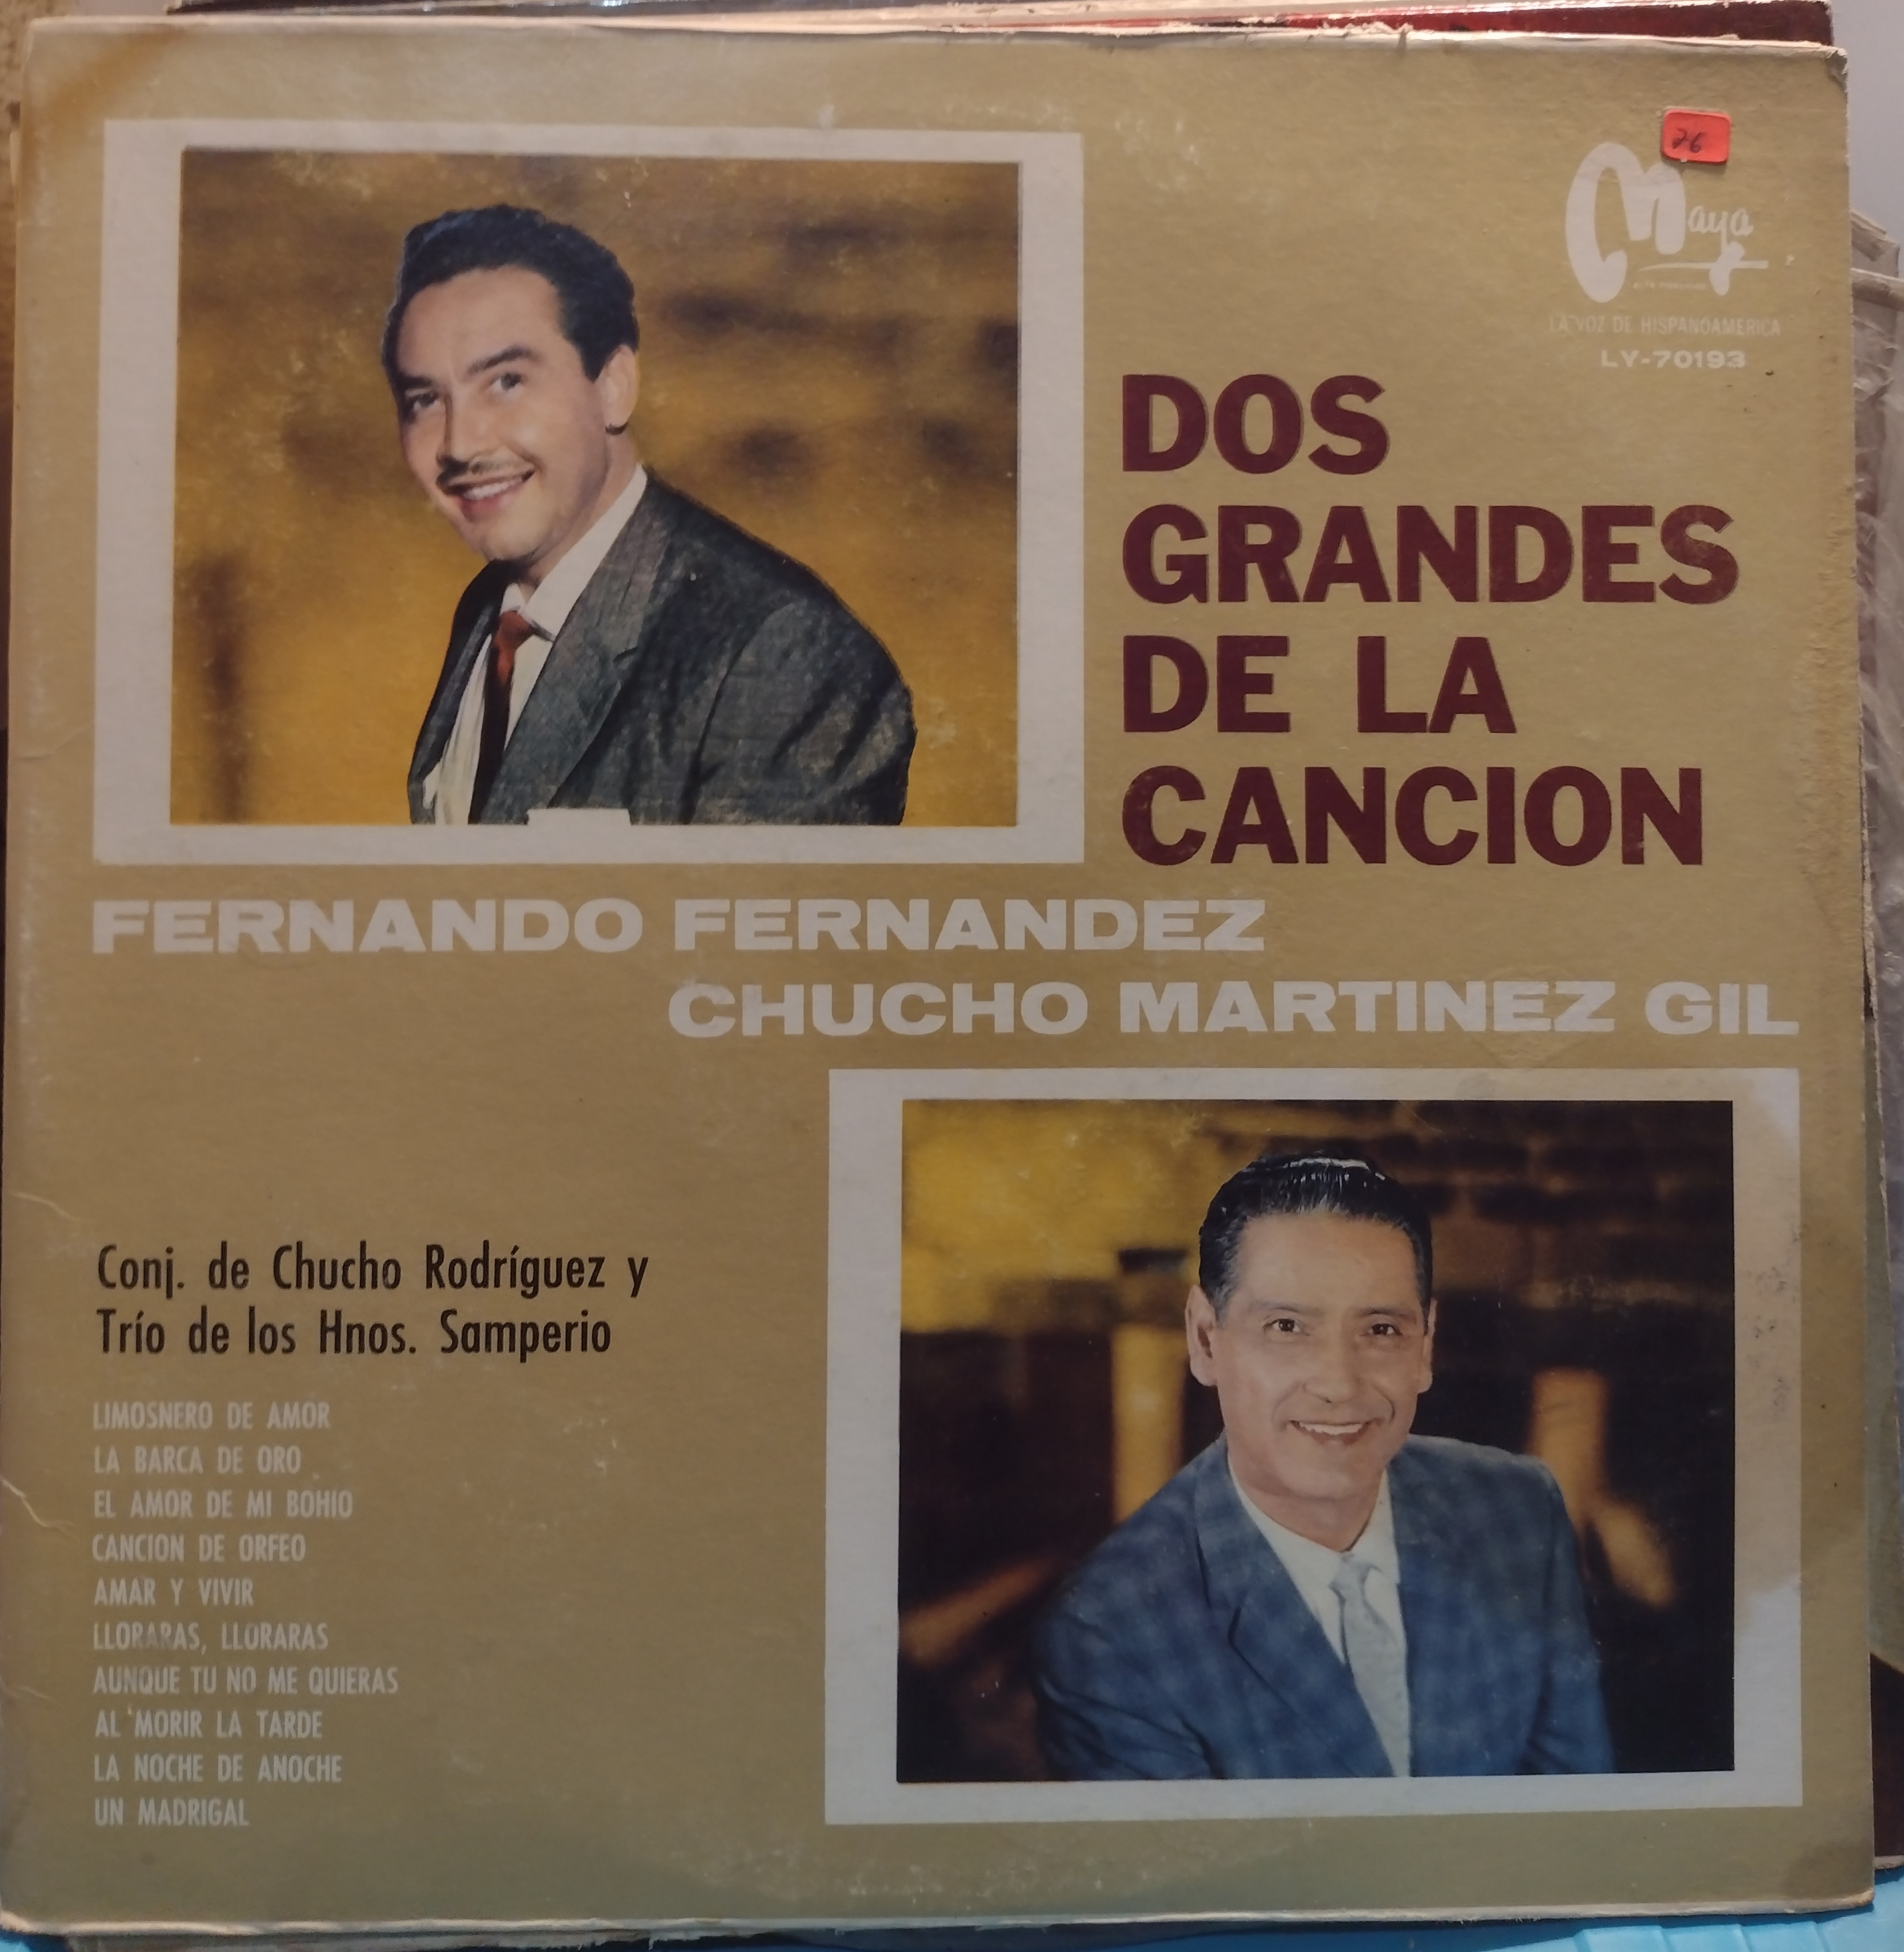 26
Maya
LA VOZ DE HISPANOAMERICA
LY-70193
DOS
GRANDES
DE LA
CANCION
FERNANDO FERNANDEZ
CHUCHO MARTINEZ GIL
Conj. de Chucho Rodríguez y
Trío de los Hnos. Samperio
LIMOSNERO DE AMOR
LA BARCA DE ORO
EL AMOR DE MI BOHIO
CANCION DE ORFEO
AMAR Y VIVIR
LLORARAS, LLORARAS
AUNQUE TU NO ME QUIERAS
AL MORIR LA TARDE
LA NOCHE DE ANOCHE
UN MADRIGAL